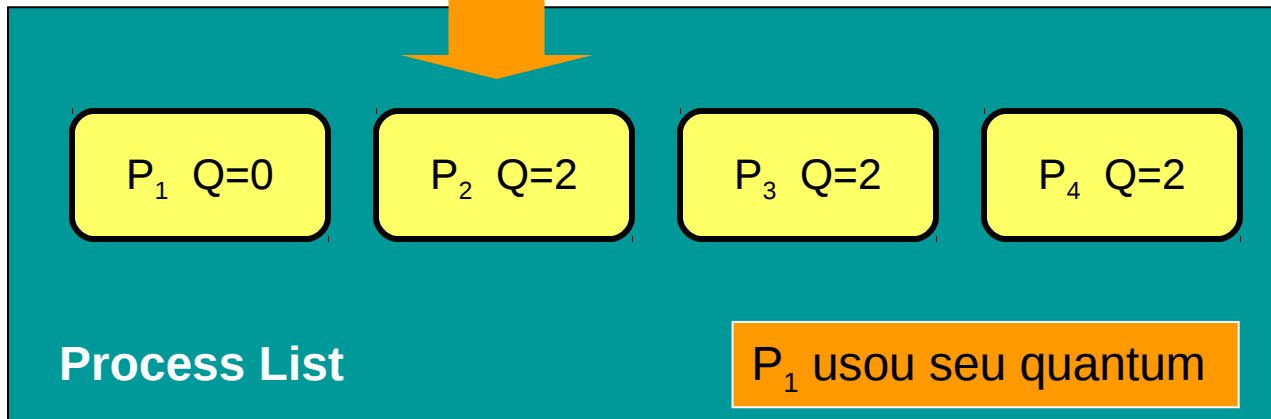 P₁ Q=0
P₂ Q=2
P₃ Q=2
P₄ Q=2
Process List
P₁ usou seu quantum